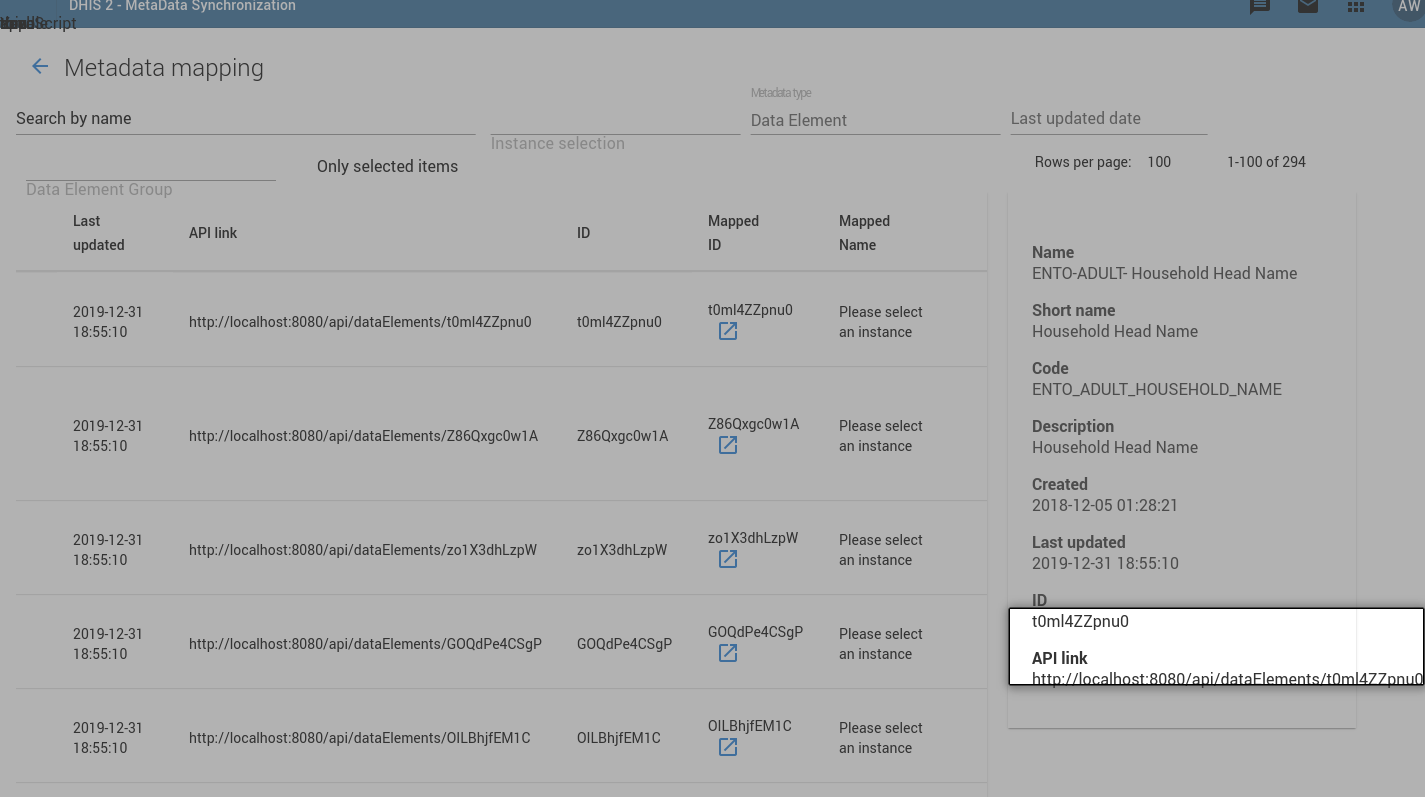 DHIS 2 - MetaData Synchronization
AW
Metadata mapping
Metadata type
Search by name
Data Element
Last updated date
Instance selection
Only selected items
Rows per page: 100 1-100 of 294
Data Element Group
Last updated
API link
ID
Mapped ID
Mapped Name
2019-12-31 18:55:10
http://localhost:8080/api/dataElements/t0ml4ZZpnu0
t0ml4ZZpnu0
t0ml4ZZpnu0
Please select an instance
2019-12-31 18:55:10
http://localhost:8080/api/dataElements/Z86Qxgc0w1A
Z86Qxgc0w1A
Z86Qxgc0w1A
Please select an instance
2019-12-31 18:55:10
http://localhost:8080/api/dataElements/zo1X3dhLzpW
zo1X3dhLzpW
zo1X3dhLzpW
Please select an instance
2019-12-31 18:55:10
http://localhost:8080/api/dataElements/GOQdPe4CSgP
GOQdPe4CSgP
GOQdPe4CSgP
Please select an instance
2019-12-31 18:55:10
http://localhost:8080/api/dataElements/OILBhjfEM1C
OILBhjfEM1C
OILBhjfEM1C
Please select an instance
Name
ENTO-ADULT- Household Head Name
Short name
Household Head Name
Code
ENTO_ADULT_HOUSEHOLD_NAME
Description
Household Head Name
Created
2018-12-05 01:28:21
Last updated
2019-12-31 18:55:10
ID
t0ml4ZZpnu0
API link
http://localhost:8080/api/dataElements/t0ml4ZZpnu0